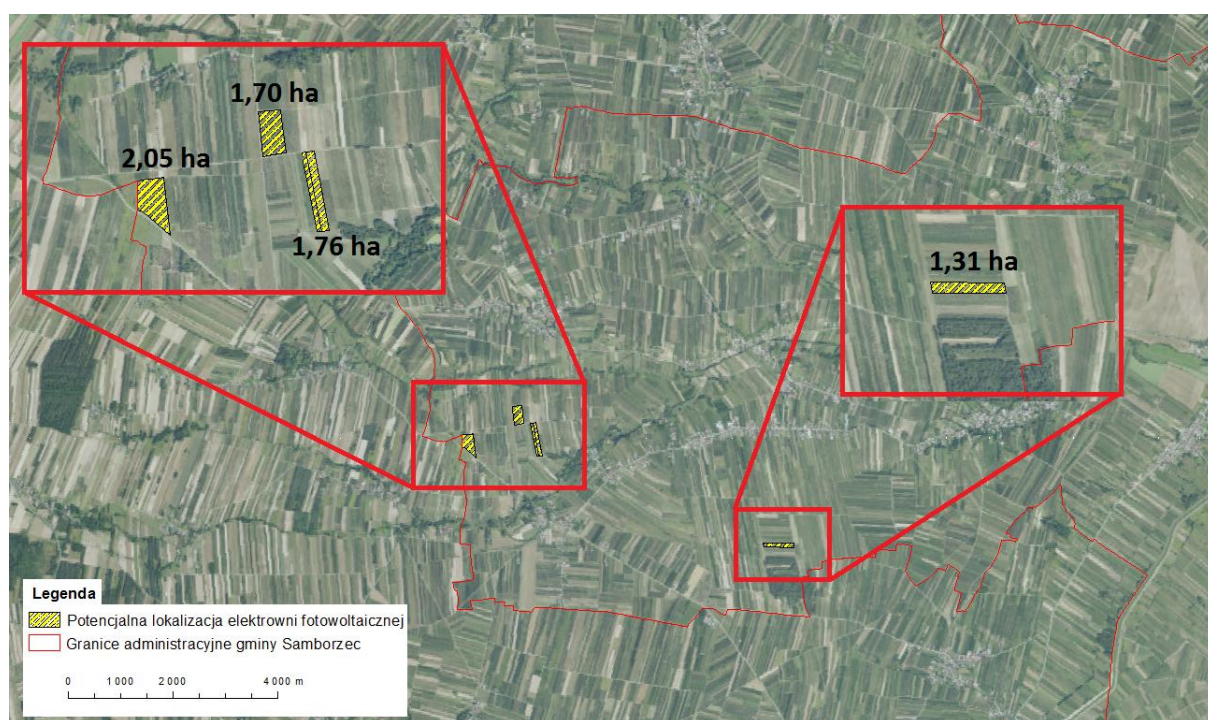 1,70 ha
2,05 ha
1,76 ha
1,31 ha
Legenda
Potencjalna lokalizacja elektrowni fotowoltaicznej
Granice administracyjne gminy Samborzec
0 1 000 2 000 4 000 m